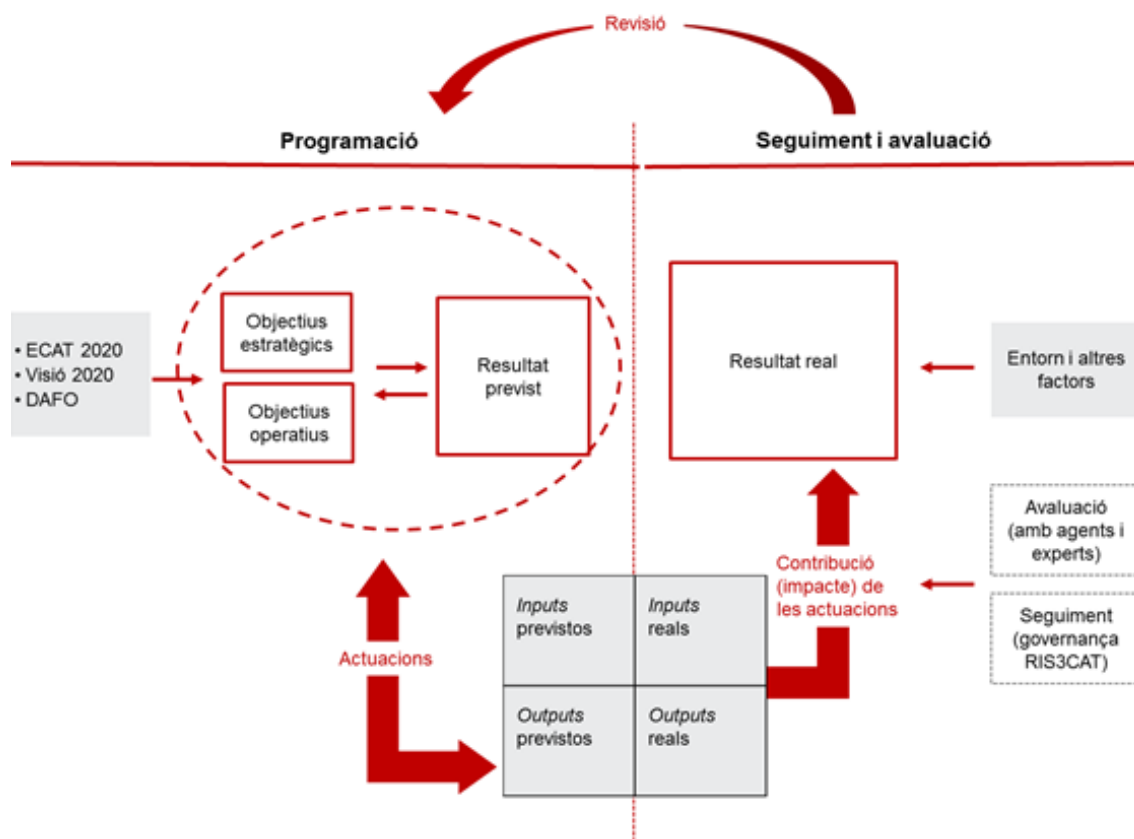 Revisió
Programació
Seguiment i avaluació
• ECAT 2020
• Visió 2020
• DAFO
Objectius
estratègics
Objectius
operatius
Resultat
previst
Resultat real
Entorn i altres
factors
Avaluació
(amb agents i
experts)
Seguiment
(governança
RIS3CAT)
Contribució
(impacte) de
les actuacions
Actuacions
Inputs
previstos
Inputs
reals
Outputs
previstos
Outputs
reals